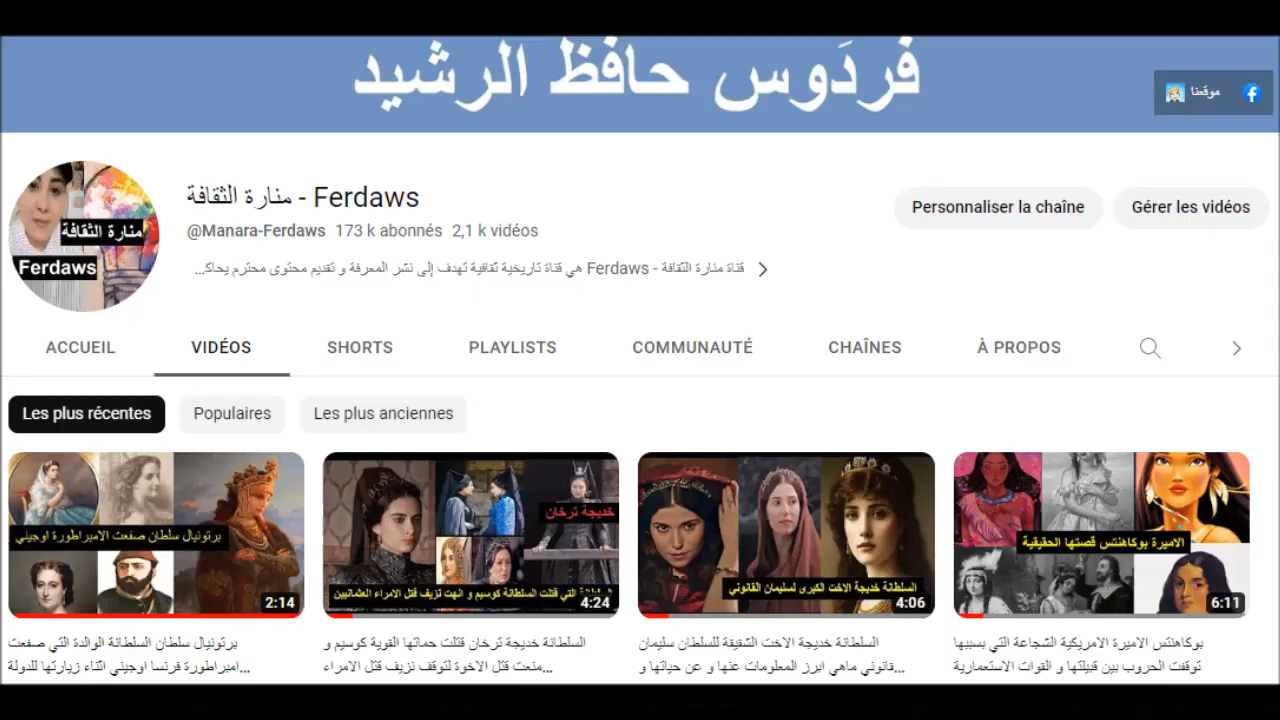 فردَوس حافظ الرشيد
موقعنا
منارة الثقافة
Ferdaws
منارة الثقافة - Ferdaws
@Manara-Ferdaws 173 k abonnés 2,1 k vidéos
قناة منارة الثقافة - Ferdaws هي قناة تاريخية ثقافية تهدف إلى نشر المعرفة و تقديم محتوى محترم يحاك...
Personnaliser la chaîne
Gérer les vidéos
ACCUEIL VIDÉOS SHORTS PLAYLISTS COMMUNAUTÉ CHAÎNES À PROPOS
Les plus récentes Populaires Les plus anciennes
برتونيال سلطان صفعت الامبراطورة اوجيني
2:14
برتونيال سلطان السلطانة الوالدة التي صفعت
امبراطورة فرنسا اوجيني اثناء زيارتها للدولة...
خديجة ترخان
التي قتلت السلطانة كوسيم و انهت نزيف قتل الامراء العثمانيين
4:24
السلطانة خديجة ترخان قتلت حماتها القوية كوسيم و
منعت قتل الاخوة لتوقف نزيف قتل الامراء...
السلطانة خديجة الاخت الكبرى لسليمان القانوني
4:06
السلطانة خديجة الاخت الشقيقة للسلطان سليمان
قانوني ماهي ابرز المعلومات عنها و عن حياتها و...
الاميرة بوكاهنتس قصتها الحقيقية
6:11
بوكاهنتس الاميرة الامريكية الشجاعة التي بسببها
توقفت الحروب بين قبيلتها و القوات الاستعمارية